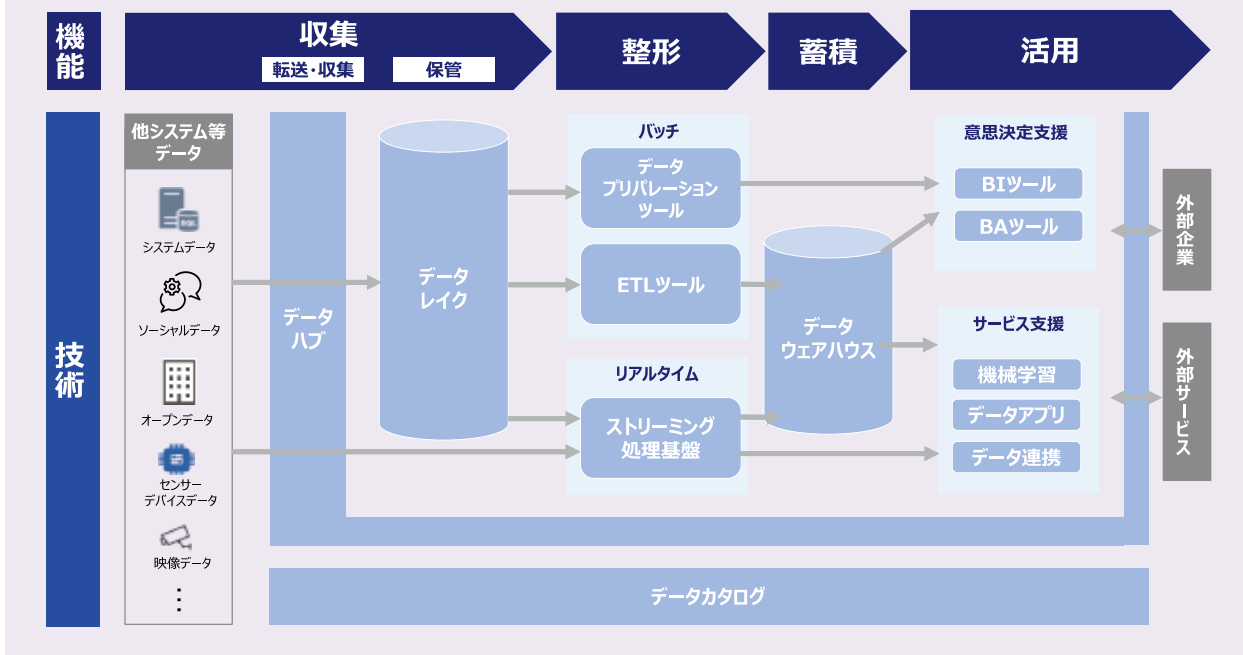 機能
収集
転送・収集
保管
整形
蓄積
活用
技術
他システム等
データ
システムデータ
ソーシャルデータ
オープンデータ
センサー
デバイスデータ
映像データ
⋮
データ
ハブ
データ
レイク
バッチ
データ
プリパレーション
ツール
ETLツール
リアルタイム
ストリーミング
処理基盤
データ
ウェアハウス
意思決定支援
BIツール
BAツール
サービス支援
機械学習
データアプリ
データ連携
外部企業
外部サービス
データカタログ